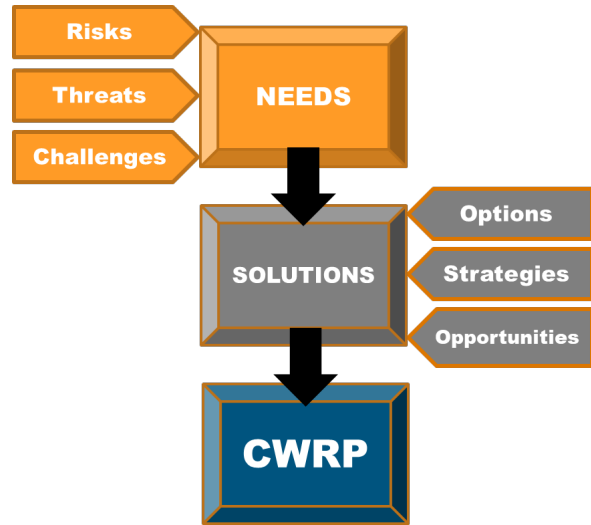 Risks
Threats
Challenges
NEEDS
Options
Strategies
Opportunities
SOLUTIONS
CWRP